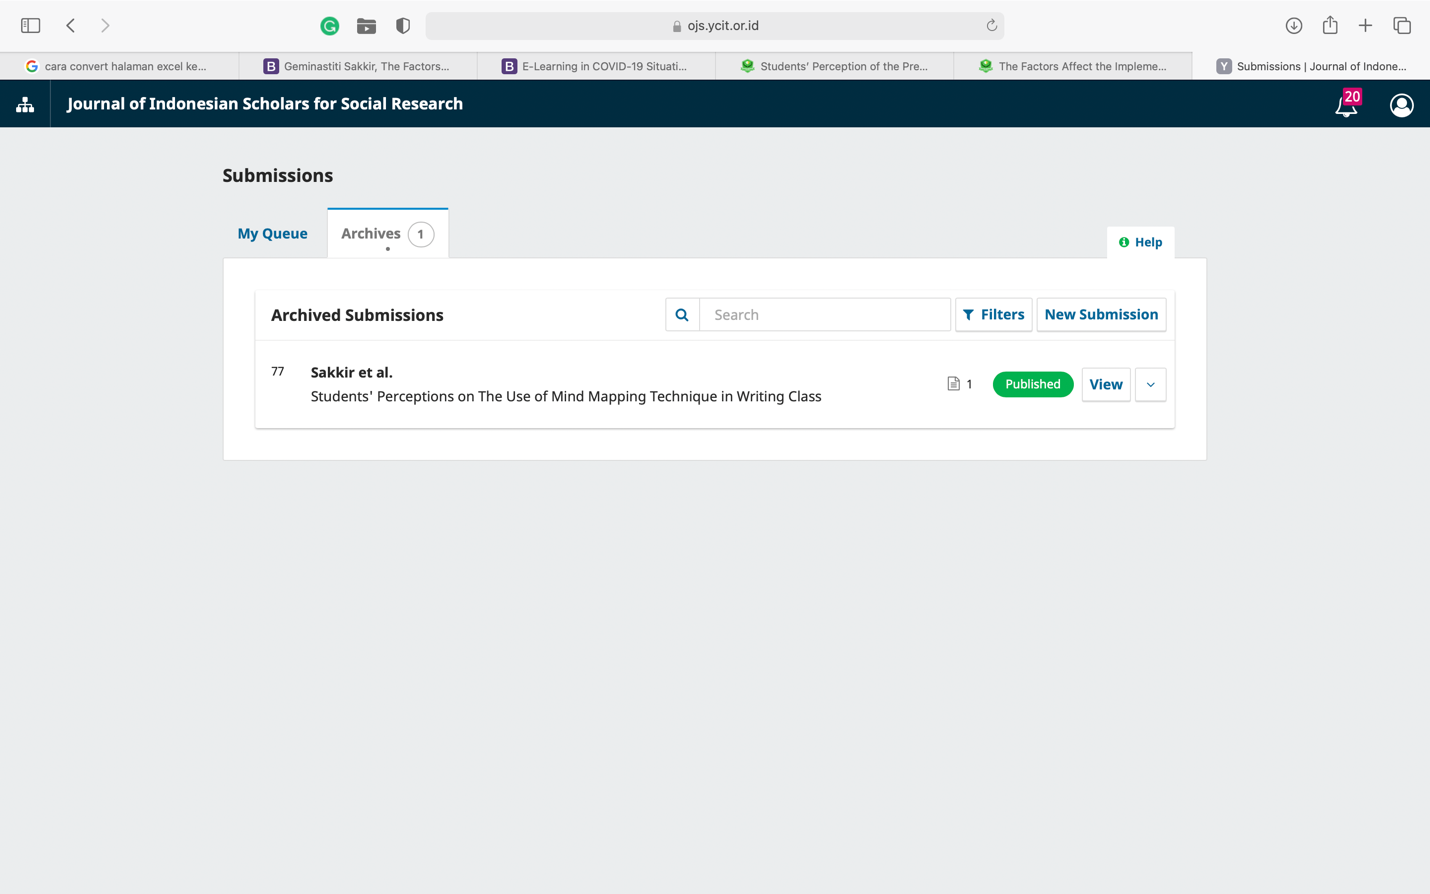 ojs.ycit.or.id
cara convert halaman excel ke...
B Geminastiti Sakkir, The Factors...
B E-Learning in COVID-19 Situati...
Students' Perception of the Pre...
The Factors Affect the Impleme...
Y Submissions | Journal of Indone...
Journal of Indonesian Scholars for Social Research
20
Submissions
My Queue
Archives 1
Help
Archived Submissions
Search
Filters
New Submission
77
Sakkir et al.
Students' Perceptions on The Use of Mind Mapping Technique in Writing Class
1
Published
View